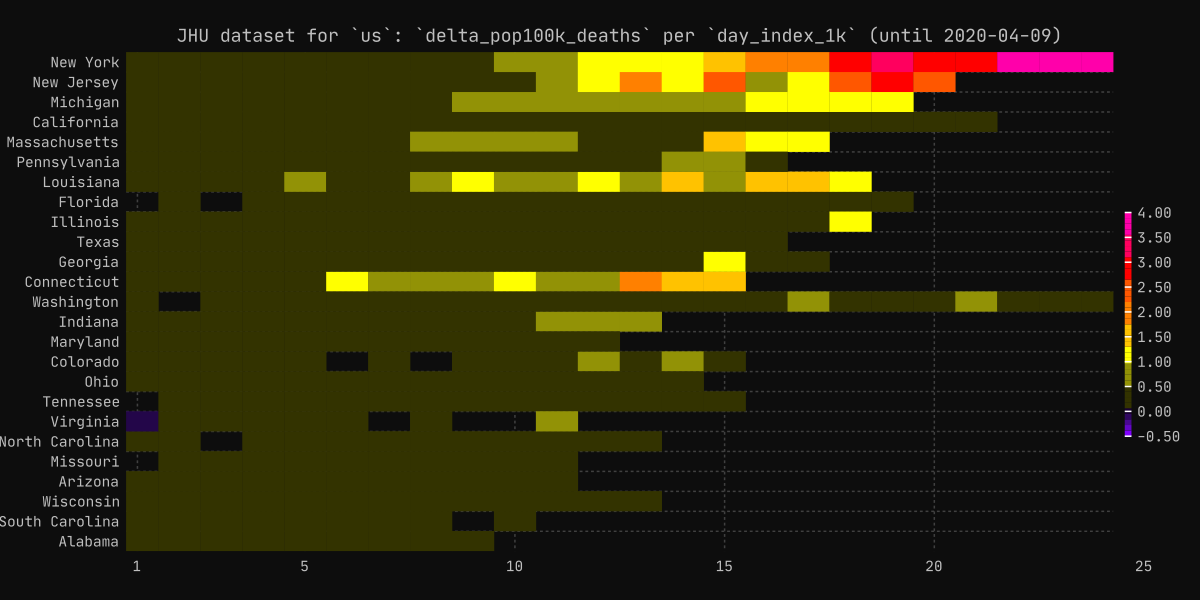 JHU dataset for `us`: `delta_pop100k_deaths` per `day_index_1k` (until 2020-04-09)
New York
New Jersey
Michigan
California
Massachusetts
Pennsylvania
Louisiana
Florida
Illinois
Texas
Georgia
Connecticut
Washington
Indiana
Maryland
Colorado
Ohio
Tennessee
Virginia
North Carolina
Missouri
Arizona
Wisconsin
South Carolina
Alabama
1 5 10 15 20 25
4.00
3.50
3.00
2.50
2.00
1.50
1.00
0.50
0.00
-0.50